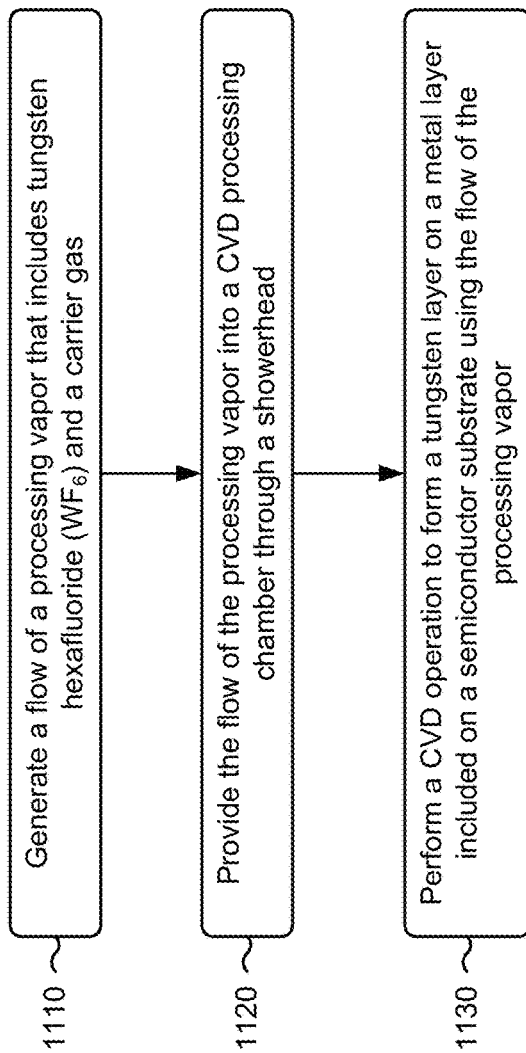 1110
Generate a flow of a processing vapor that includes tungsten
hexafluoride (WF₆) and a carrier gas
1120
Provide the flow of the processing vapor into a CVD processing
chamber through a showerhead
1130
Perform a CVD operation to form a tungsten layer on a metal layer
included on a semiconductor substrate using the flow of the
processing vapor